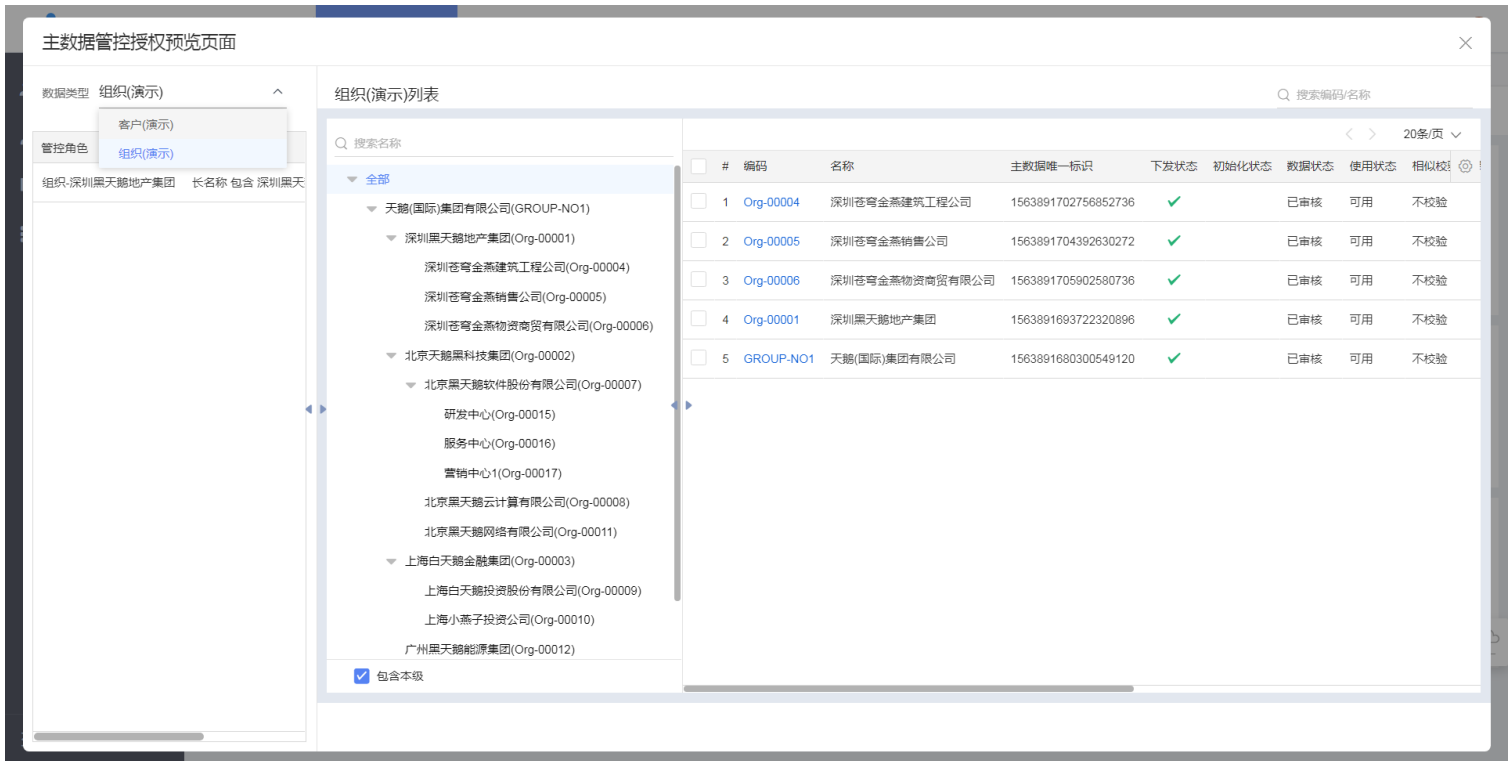 主数据管控授权预览页面
数据类型 组织(演示)
客户(演示)
组织(演示)
管控角色
组织-深圳黑天鹅地产集团 长名称 包含 深圳黑天
组织(演示)列表
搜索编码/名称
搜索名称
全部
天鹅(国际)集团有限公司(GROUP-NO1)
深圳黑天鹅地产集团(Org-00001)
深圳苍穹金燕建筑工程公司(Org-00004)
深圳苍穹金燕销售公司(Org-00005)
深圳苍穹金燕物资商贸有限公司(Org-00006)
北京天鹅黑科技集团(Org-00002)
北京黑天鹅软件股份有限公司(Org-00007)
研发中心(Org-00015)
服务中心(Org-00016)
营销中心1(Org-00017)
北京黑天鹅云计算有限公司(Org-00008)
北京黑天鹅网络有限公司(Org-00011)
上海白天鹅金融集团(Org-00003)
上海白天鹅投资股份有限公司(Org-00009)
上海小燕子投资公司(Org-00010)
广州黑天鹅能源集团(Org-00012)
包含本级
20条/页
# 编码 名称 主数据唯一标识 下发状态 初始化状态 数据状态 使用状态 相似校
1 Org-00004 深圳苍穹金燕建筑工程公司 1563891702756852736 已审核 可用 不校验
2 Org-00005 深圳苍穹金燕销售公司 1563891704392630272 已审核 可用 不校验
3 Org-00006 深圳苍穹金燕物资商贸有限公司 1563891705902580736 已审核 可用 不校验
4 Org-00001 深圳黑天鹅地产集团 1563891693722320896 已审核 可用 不校验
5 GROUP-NO1 天鹅(国际)集团有限公司 1563891680300549120 已审核 可用 不校验